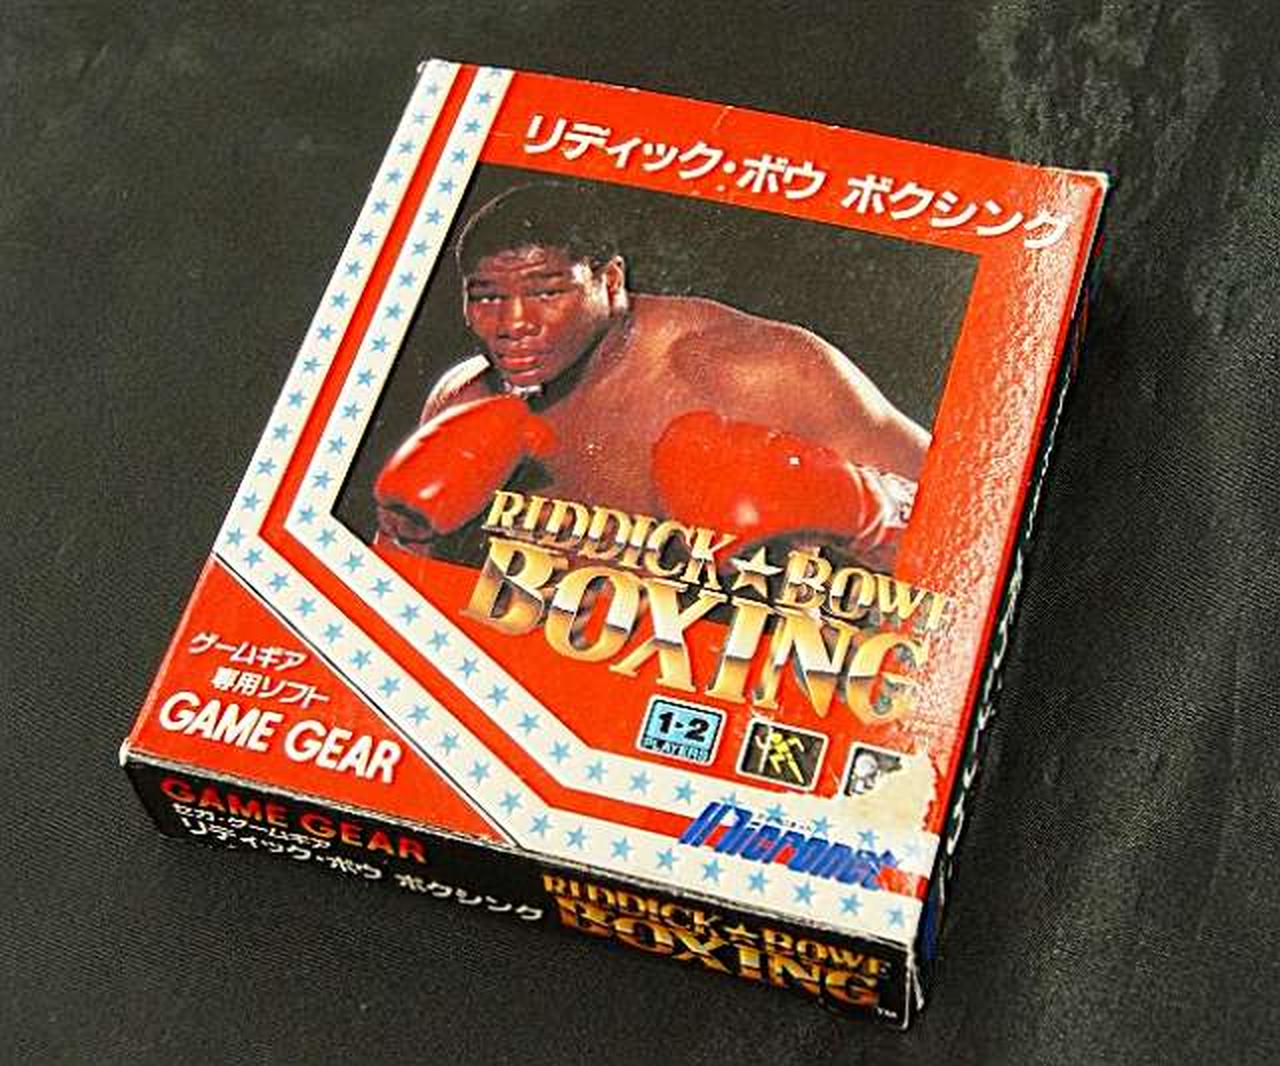 リディック・ボウ ボクシング
RIDDICK★BOWE
BOXING
1-2
PLAYERS
ゲームギア
専用ソフト
GAME GEAR
Micronet
GAME GEAR
セガ・ゲームギア
リディック・ボウ ボクシング
RIDDICK★BOWE
BOXING
TM